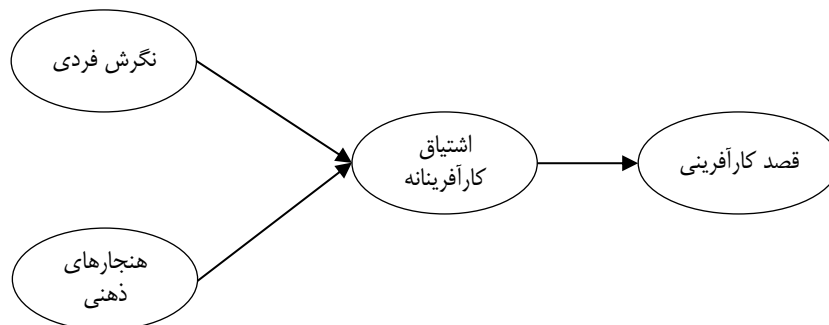 نگرش فردی
اشتیاق
کارآفرینانه
قصد کارآفرینی
هنجارهای
ذهنی